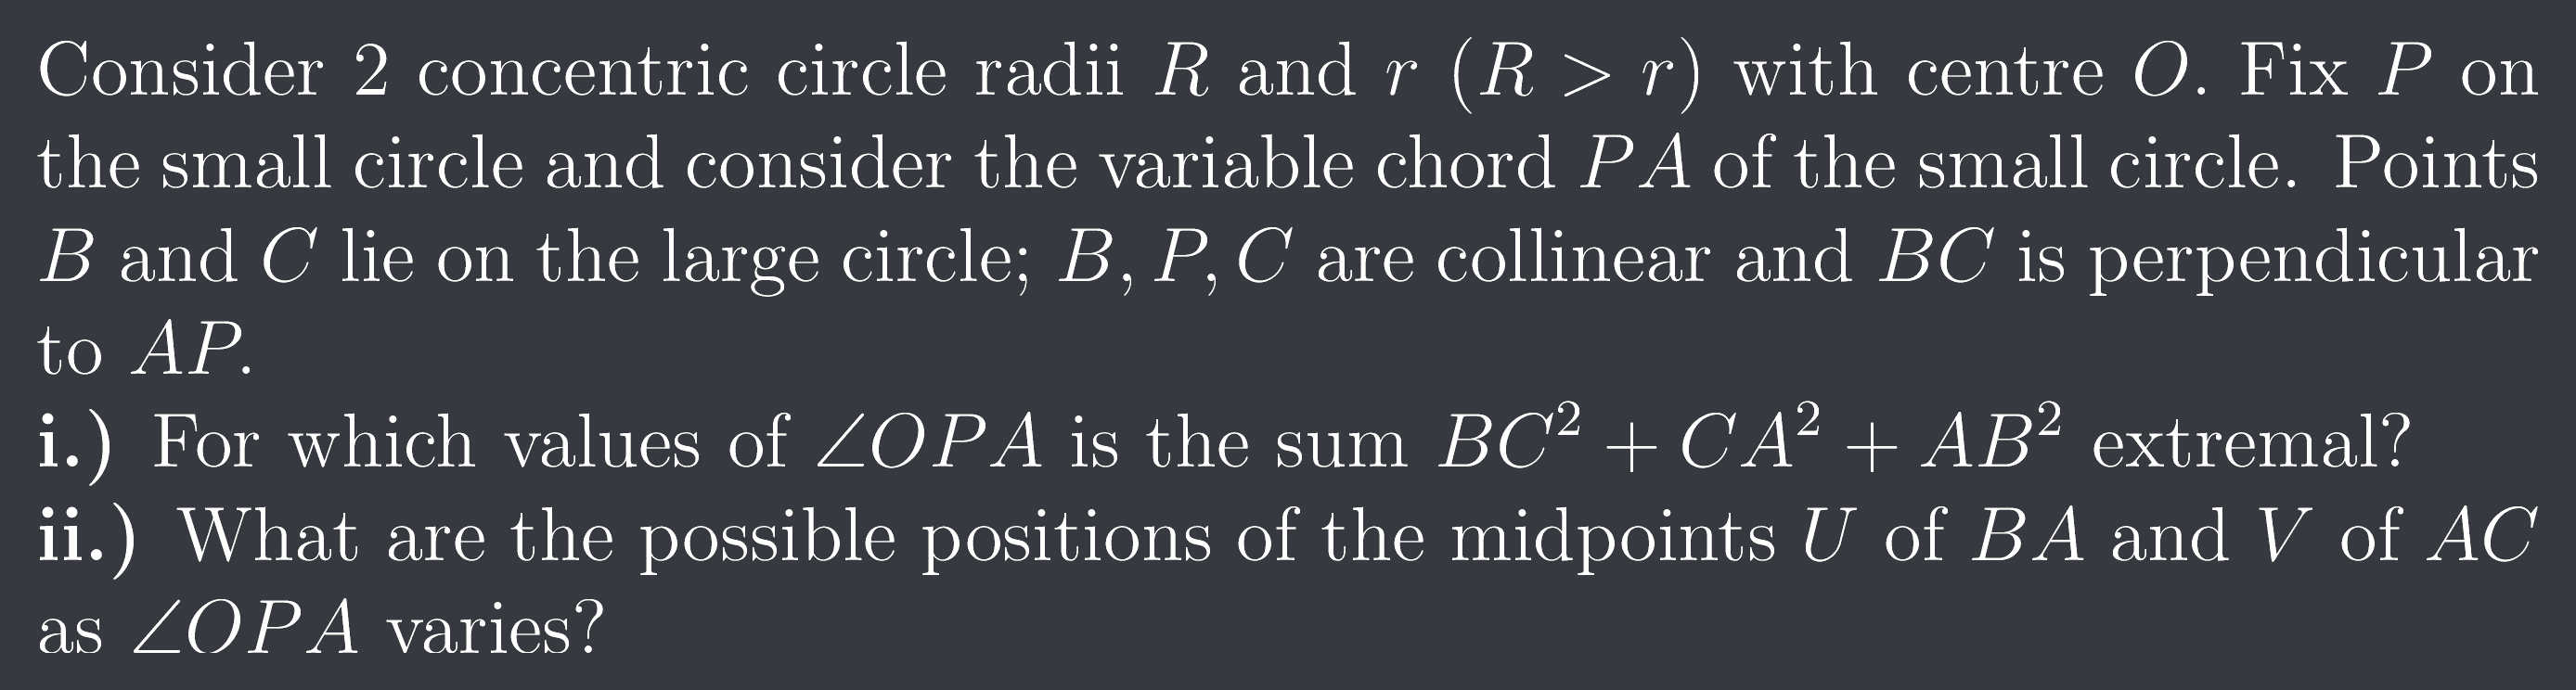 Consider 2 concentric circle radii R and r (R > r) with centre O. Fix P on
the small circle and consider the variable chord PA of the small circle. Points
B and C lie on the large circle; B, P, C are collinear and BC is perpendicular
to AP.
i.) For which values of ∠OPA is the sum BC² + CA² + AB² extremal?
ii.) What are the possible positions of the midpoints U of BA and V of AC
as ∠OPA varies?